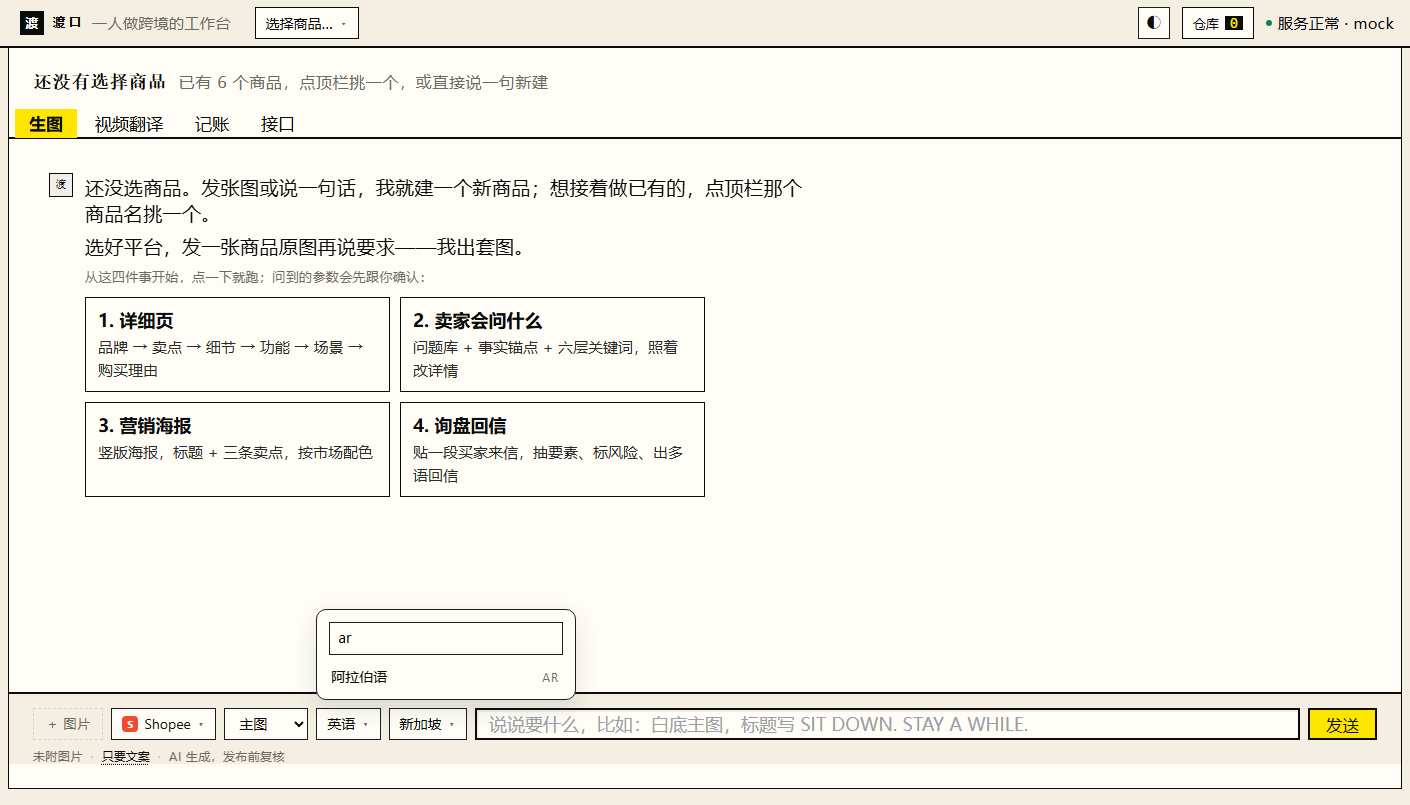 渡 渡口 一人做跨境的工作台 选择商品...
仓库 0 服务正常 · mock
还没有选择商品 已有 6 个商品，点顶栏挑一个，或直接说一句新建
生图 视频翻译 记账 接口
渡 还没选商品。发张图或说一句话，我就建一个新商品；想接着做已有的，点顶栏那个
商品名挑一个。
选好平台，发一张商品原图再说要求——我出套图。
从这四件事开始，点一下就跑；问到的参数会先跟你确认：
1. 详细页
品牌 → 卖点 → 细节 → 功能 → 场景 →
购买理由
2. 卖家会问什么
问题库 + 事实锚点 + 六层关键词，照着
改详情
3. 营销海报
竖版海报，标题 + 三条卖点，按市场配色
4. 询盘回信
贴一段买家来信，抽要素、标风险、出多
语回信
ar
阿拉伯语 AR
+ 图片 S Shopee 主图 英语 新加坡 说说要什么，比如：白底主图，标题写 SIT DOWN. STAY A WHILE. 发送
未附图片 · 只要文案 · AI 生成，发布前复核